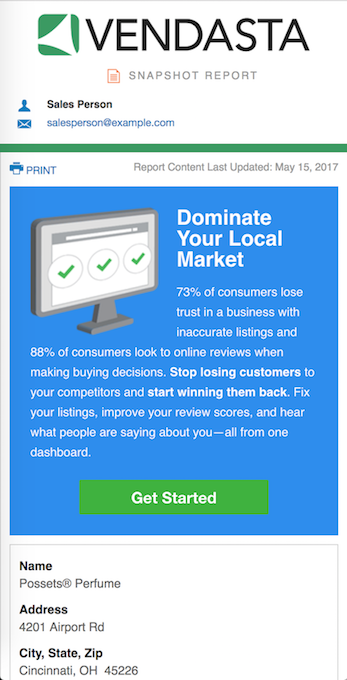 VENDASTA
SNAPSHOT REPORT
Sales Person
salesperson@example.com
PRINT
Report Content Last Updated: May 15, 2017
Dominate
Your Local
Market
73% of consumers lose
trust in a business with
inaccurate listings and
88% of consumers look to online reviews when
making buying decisions. Stop losing customers to
your competitors and start winning them back. Fix
your listings, improve your review scores, and hear
what people are saying about you—all from one
dashboard.
Get Started
Name
Possets® Perfume
Address
4201 Airport Rd
City, State, Zip
Cincinnati, OH  45226